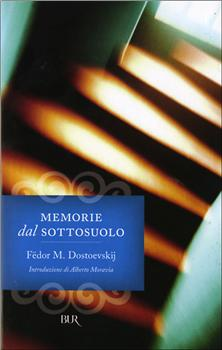 MEMORIE
dal SOTTOSUOLO
Fëdor M. Dostoevskij
Introduzione di Alberto Moravia
BUR